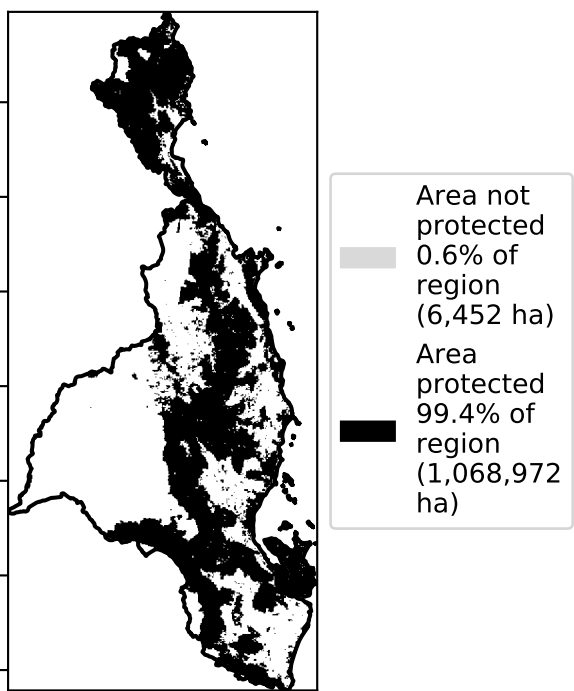 Area not
protected
0.6% of
region
(6,452 ha)
Area
protected
99.4% of
region
(1,068,972
ha)